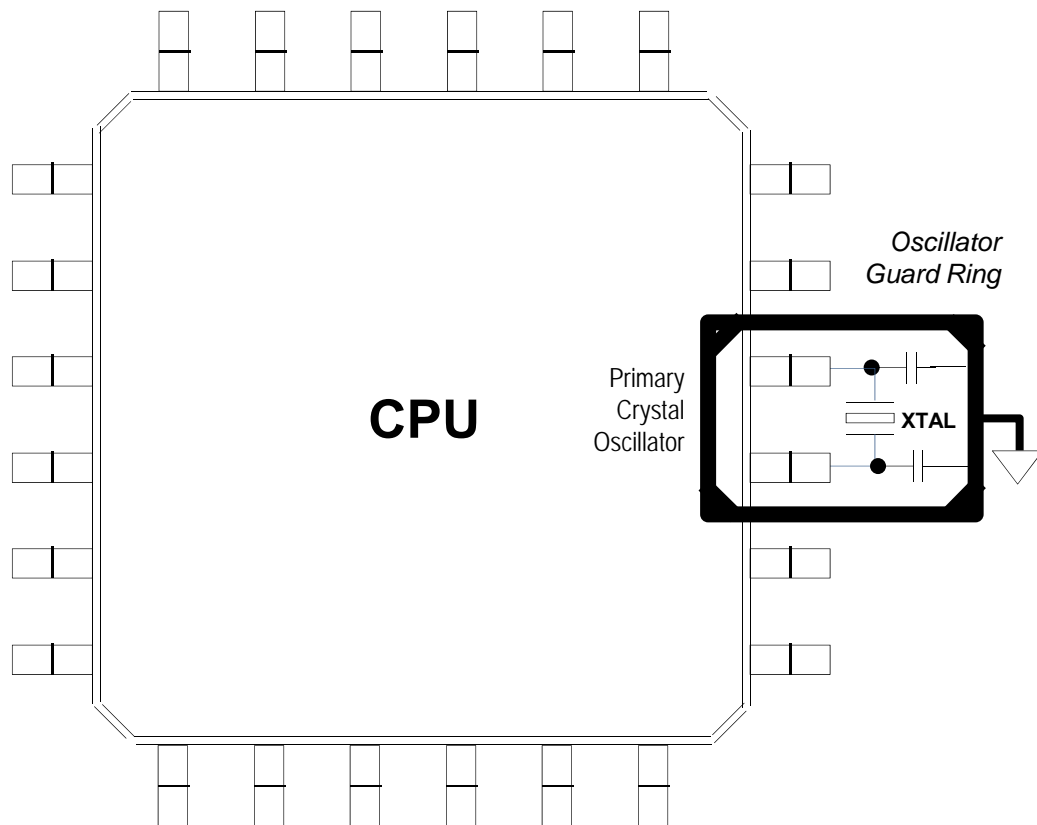 Oscillator
Guard Ring
Primary
Crystal
Oscillator
CPU
XTAL